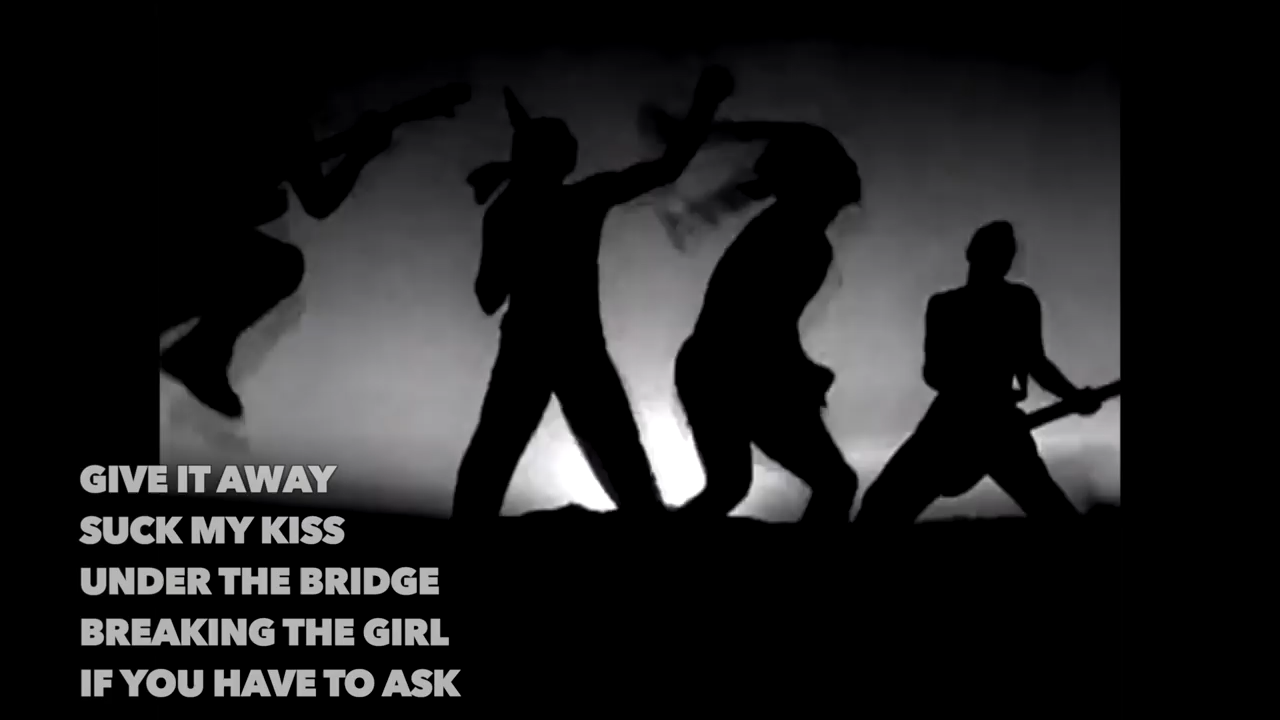 GIVE IT AWAY
SUCK MY KISS
UNDER THE BRIDGE
BREAKING THE GIRL
IF YOU HAVE TO ASK